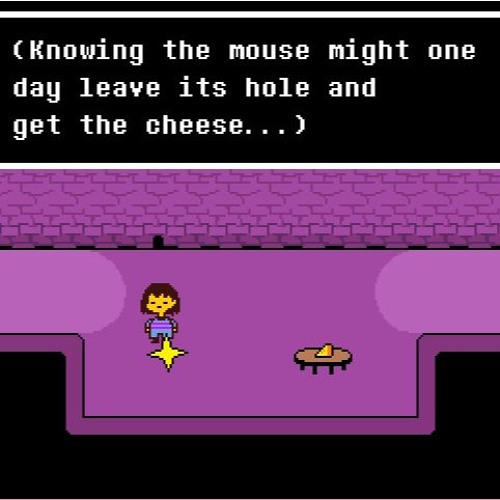 (Knowing the mouse might one
day leave its hole and
get the cheese...)